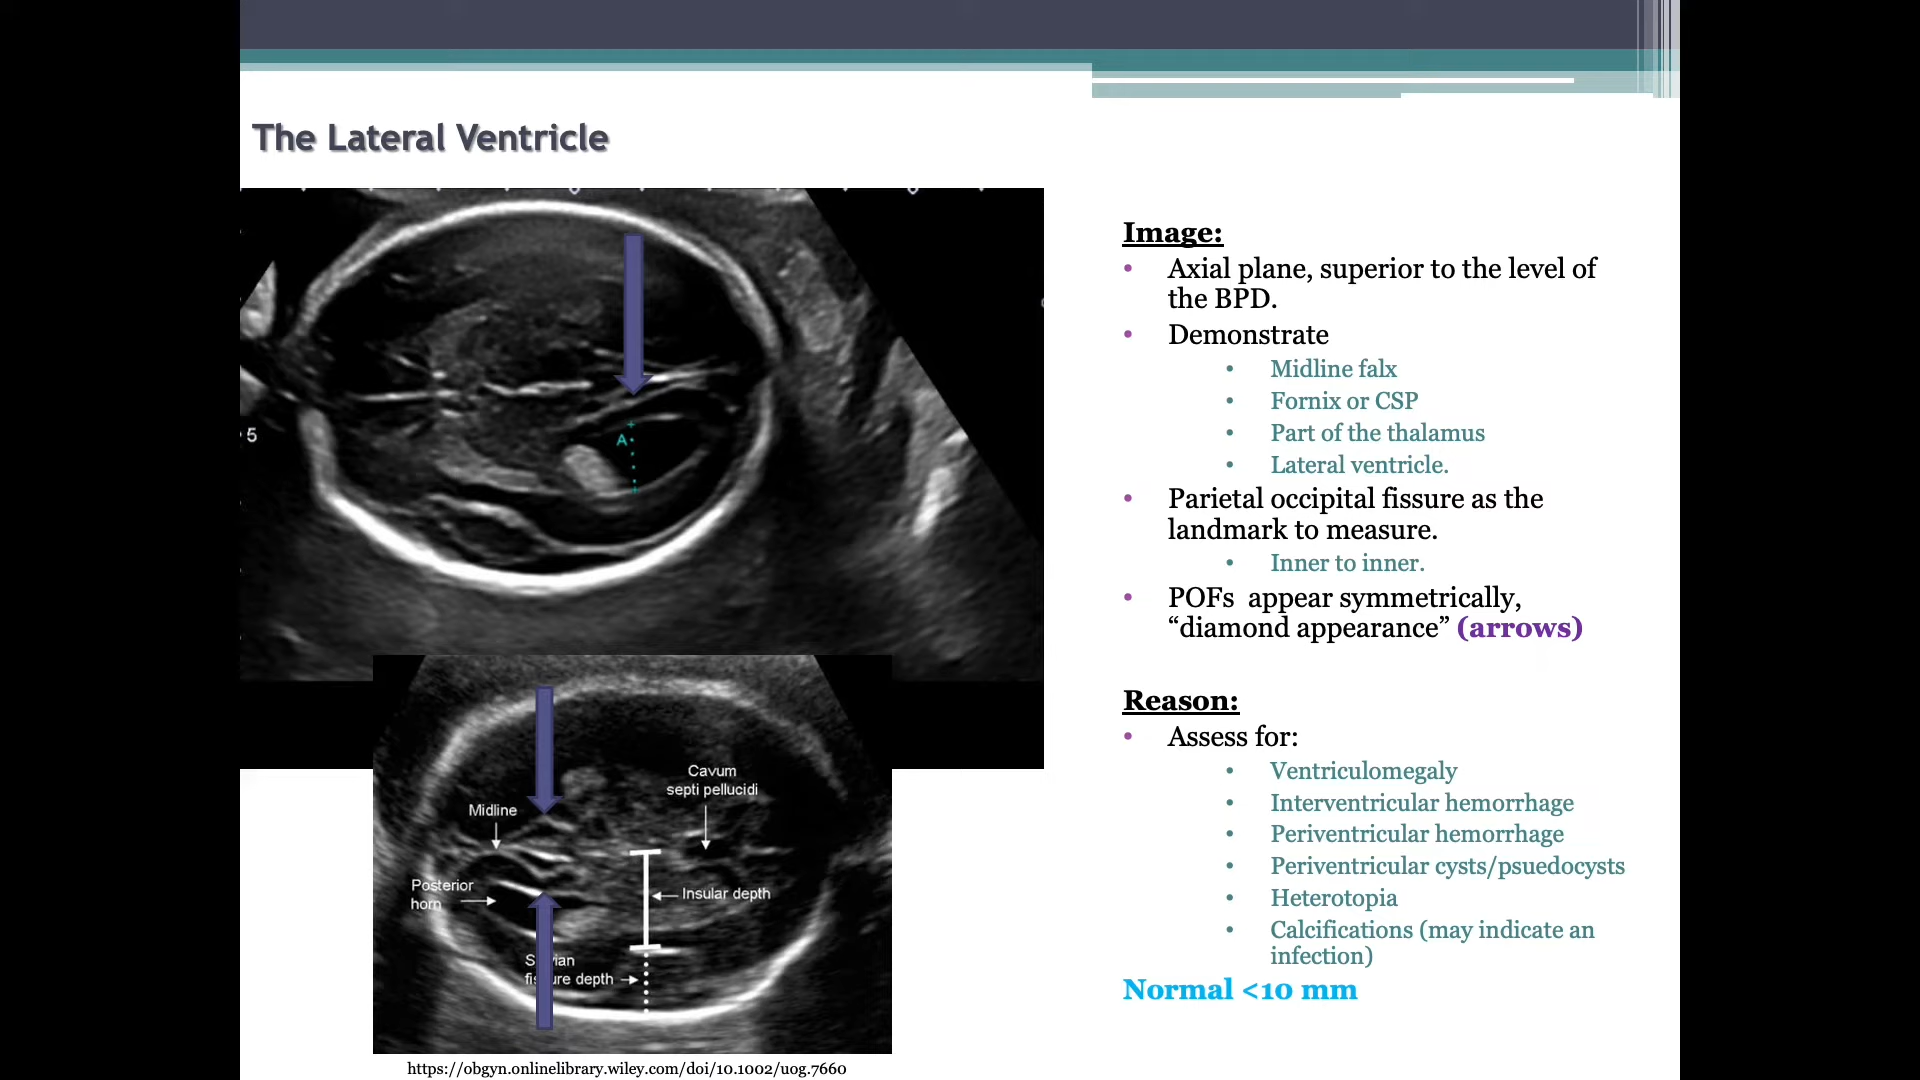 The Lateral Ventricle
5
A
Midline
Posterior
horn
Cavum
septi pellucidi
Insular depth
fissure depth
https://obgyn.onlinelibrary.wiley.com/doi/10.1002/uog.7660
Image:
• Axial plane, superior to the level of
the BPD.
• Demonstrate
• Midline falx
• Fornix or CSP
• Part of the thalamus
• Lateral ventricle.
• Parietal occipital fissure as the
landmark to measure.
• Inner to inner.
• POFs appear symmetrically,
“diamond appearance” (arrows)
Reason:
• Assess for:
• Ventriculomegaly
• Interventricular hemorrhage
• Periventricular hemorrhage
• Periventricular cysts/psuedocysts
• Heterotopia
• Calcifications (may indicate an
infection)
Normal <10 mm